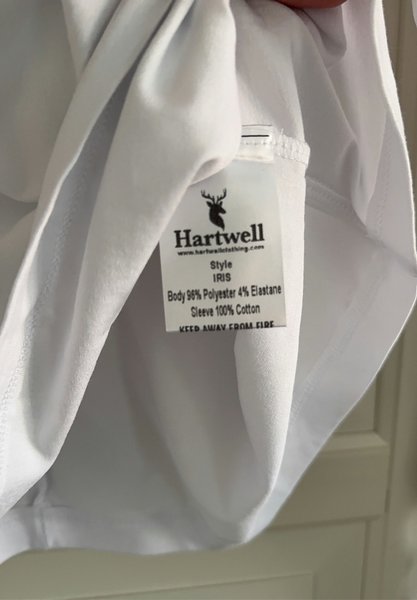 Hartwell
www.hartwellclothing.com
Style
IRIS
Body 96% Polyester 4% Elastane
Sleeve 100% Cotton
KEEP AWAY FROM FIRE